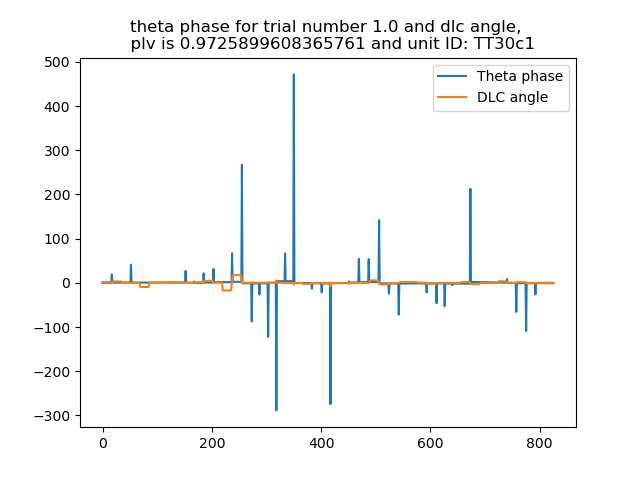 theta phase for trial number 1.0 and dlc angle,
plv is 0.9725899608365761 and unit ID: TT30c1
Theta phase
DLC angle
500
400
300
200
100
0
−100
−200
−300
0 200 400 600 800